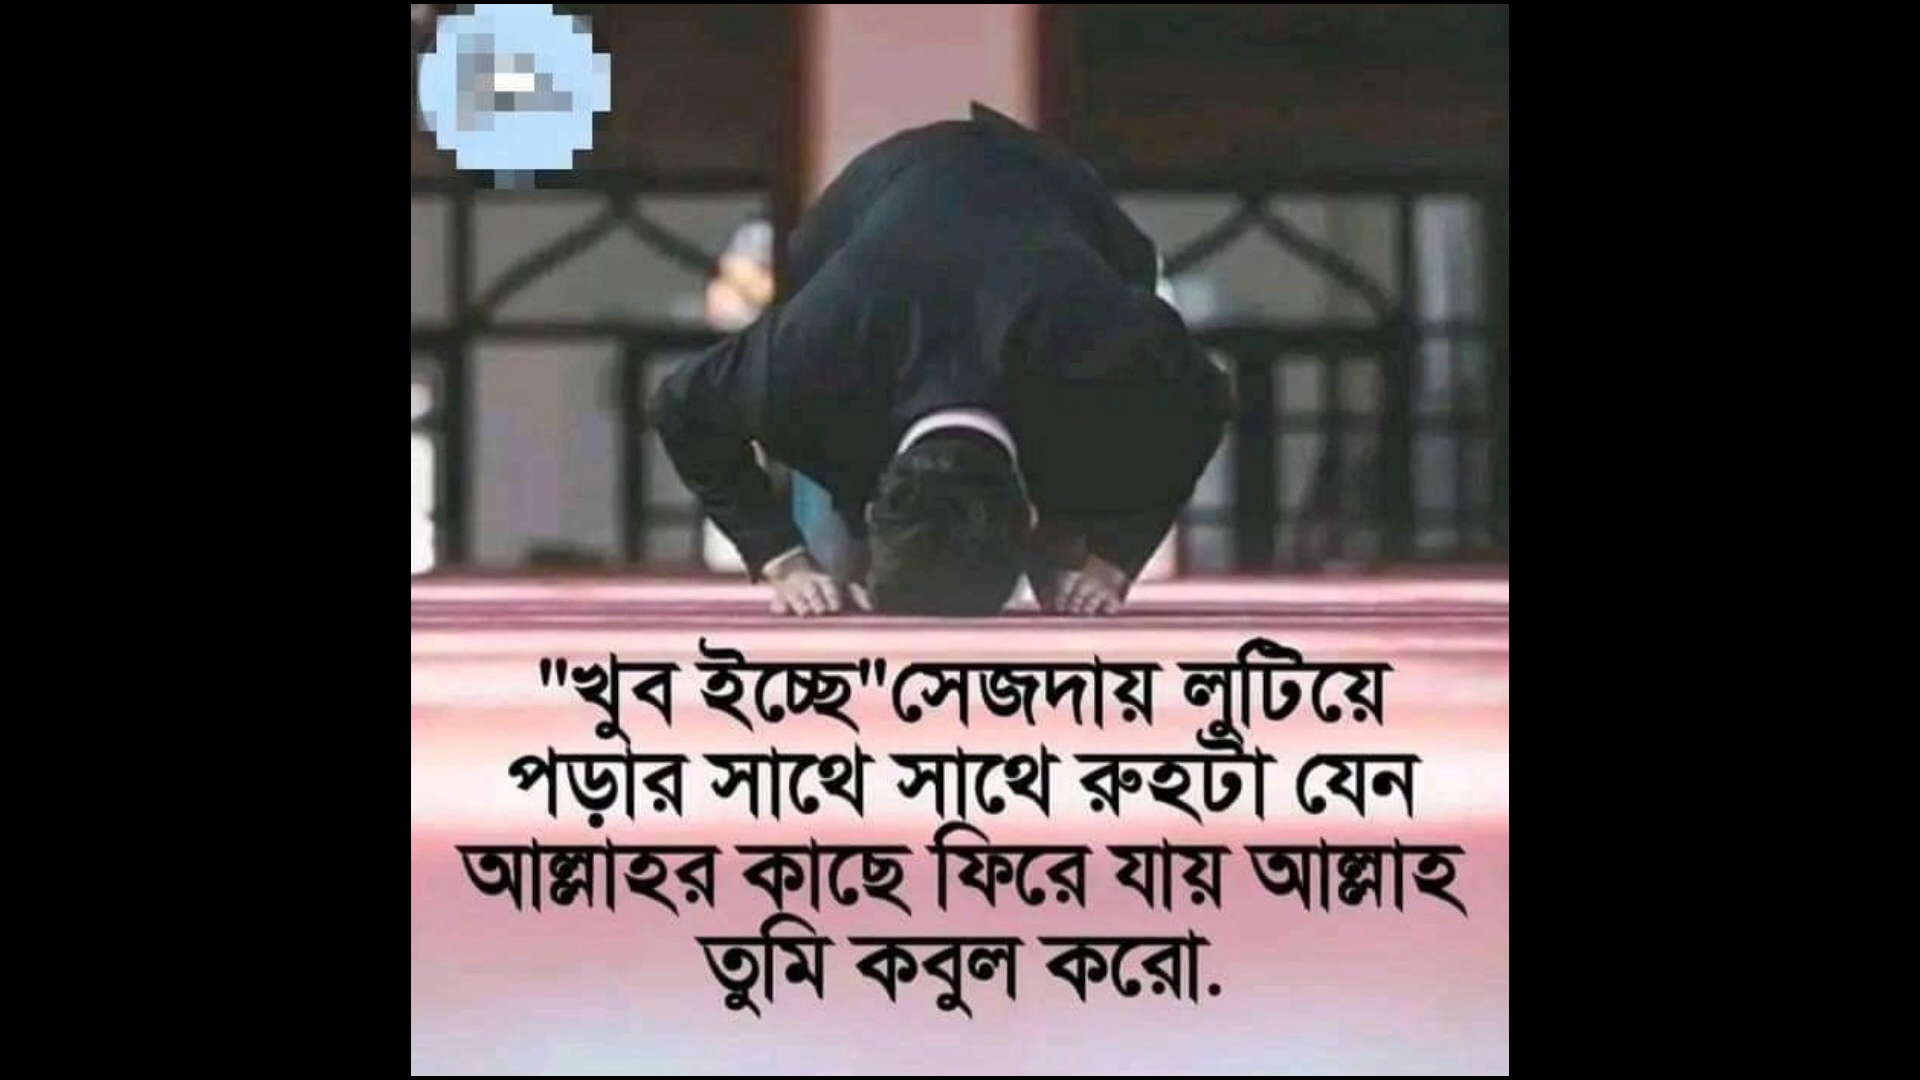 "খুব ইচ্ছে"সেজদায় লুটিয়ে
পড়ার সাথে সাথে রুহটা যেন
আল্লাহর কাছে ফিরে যায় আল্লাহ
তুমি কবুল করো.